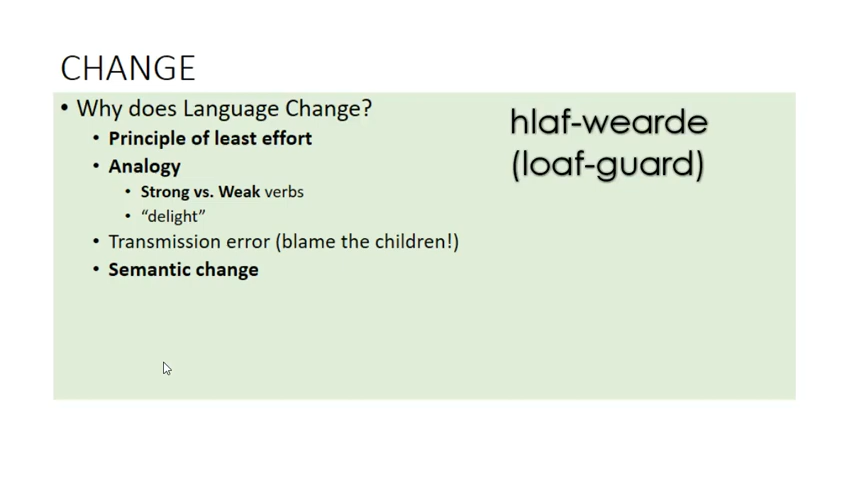 CHANGE
• Why does Language Change?
• Principle of least effort
• Analogy
• Strong vs. Weak verbs
• “delight”
• Transmission error (blame the children!)
• Semantic change
hlaf-wearde
(loaf-guard)